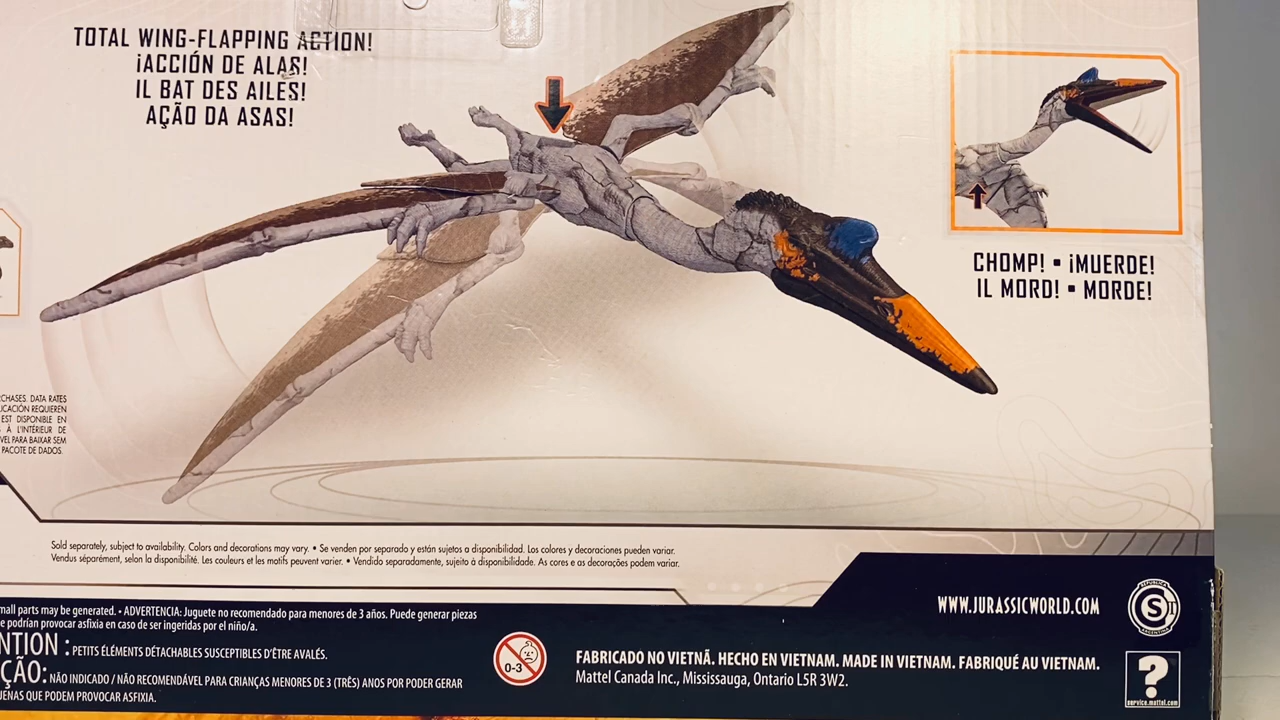 TOTAL WING-FLAPPING ACTION!
¡ACCIÓN DE ALAS!
IL BAT DES AILES!
AÇÃO DA ASAS!
CHOMP! ▪ ¡MUERDE!
IL MORD! ▪ MORDE!
CHASES. DATA RATES
ICACIÓN REQUIEREN
EST DISPONIBLE EN
À L'INTÉRIEUR DE
VEL PARA BAIXAR SEM
PACOTE DE DADOS.
Sold separately, subject to availability. Colors and decorations may vary. • Se venden por separado y están sujetos a disponibilidad. Los colores y decoraciones pueden variar.
Vendus séparément, selon la disponibilité. Les couleurs et les motifs peuvent varier. • Vendido separadamente, sujeito à disponibilidade. As cores e as decorações podem variar.
mall parts may be generated. • ADVERTENCIA: Juguete no recomendado para menores de 3 años. Puede generar piezas
e podrían provocar asfixia en caso de ser ingeridas por el niño/a.
NTION : PETITS ÉLÉMENTS DÉTACHABLES SUSCEPTIBLES D'ÊTRE AVALÉS.
ÇÃO: NÃO INDICADO / NÃO RECOMENDÁVEL PARA CRIANÇAS MENORES DE 3 (TRÊS) ANOS POR PODER GERAR
UENAS QUE PODEM PROVOCAR ASFIXIA.
0-3
FABRICADO NO VIETNÃ. HECHO EN VIETNAM. MADE IN VIETNAM. FABRIQUÉ AU VIETNAM.
Mattel Canada Inc., Mississauga, Ontario L5R 3W2.
WWW.JURASSICWORLD.COM
REPUBLICA
S
ARGENTINA
?
service.mattel.com